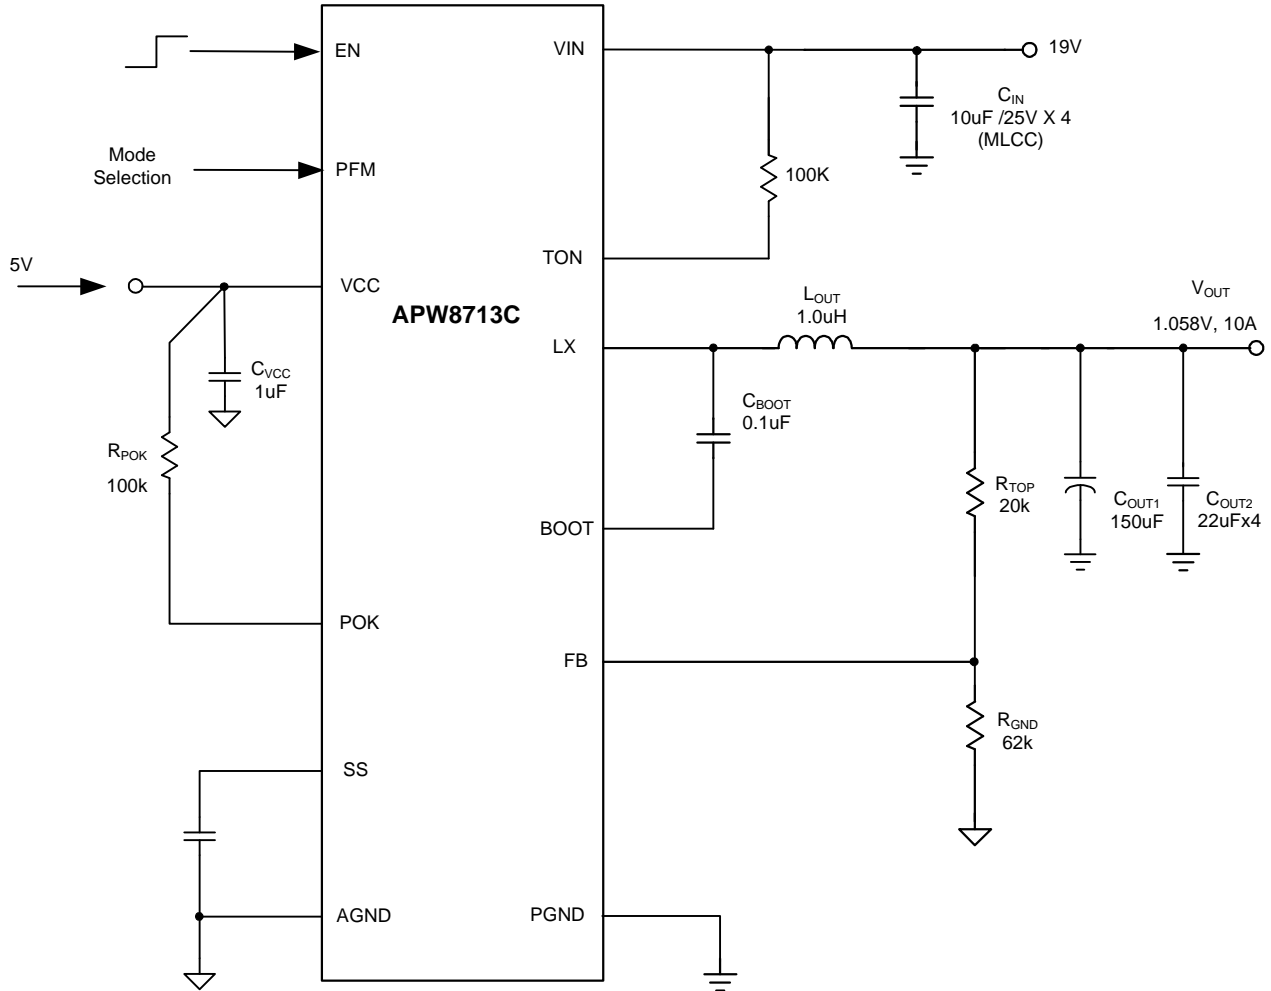 EN
VIN
19V
C_IN
10uF /25V X 4
(MLCC)
Mode
Selection
PFM
100K
TON
5V
VCC
APW8713C
L_OUT
1.0uH
V_OUT
1.058V, 10A
LX
C_VCC
1uF
C_BOOT
0.1uF
R_POK
100k
R_TOP
20k
C_OUT1
150uF
C_OUT2
22uFx4
BOOT
POK
FB
R_GND
62k
SS
AGND
PGND